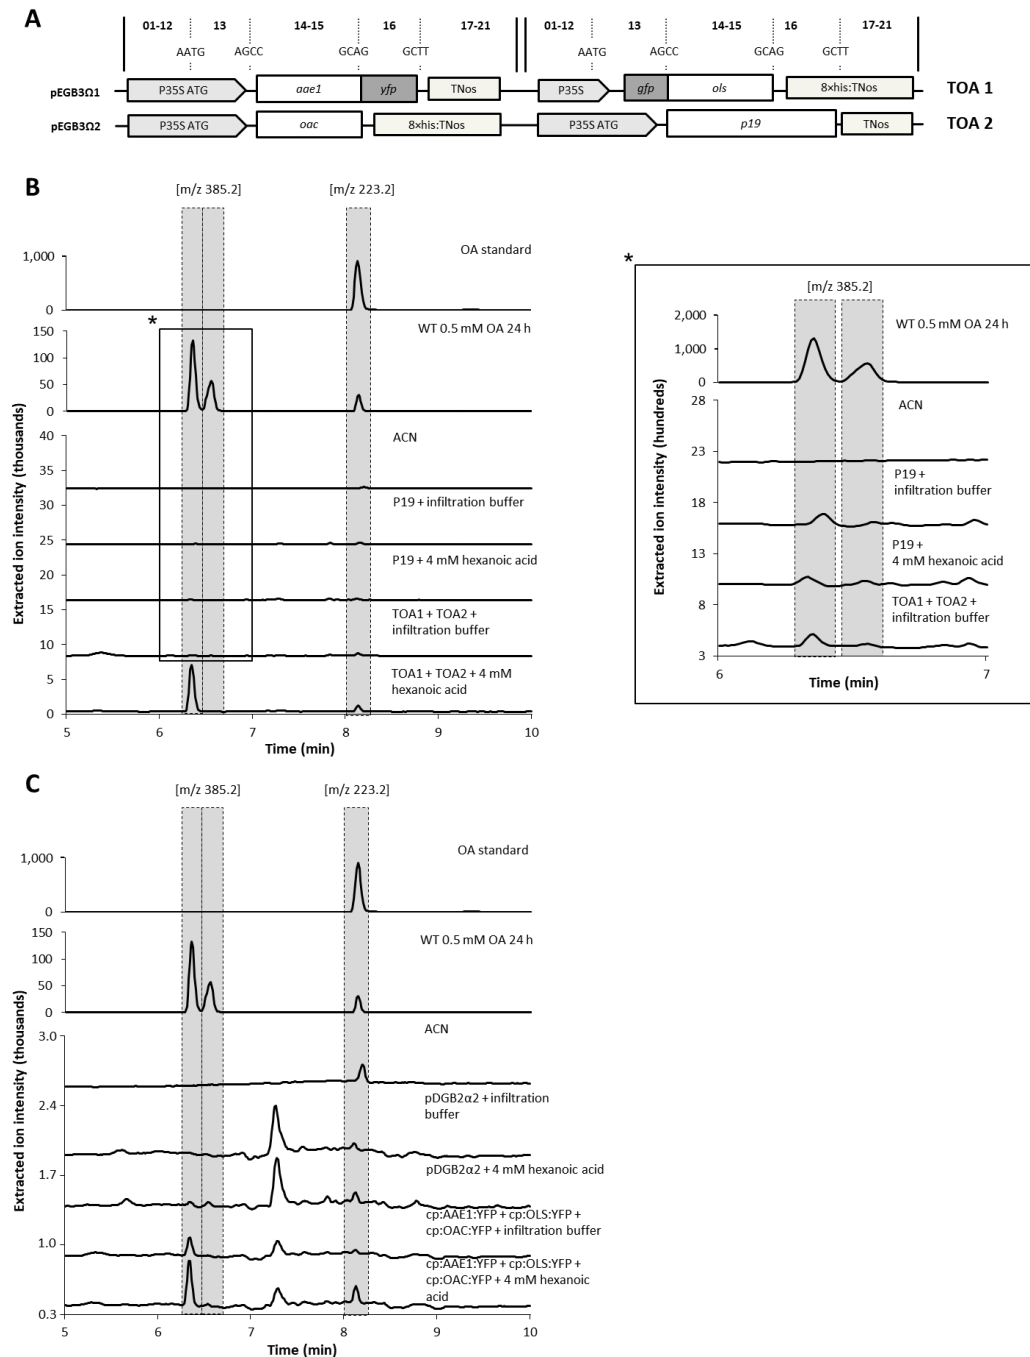 A
01-12 13 14-15 16 17-21 01-12 13 14-15 16 17-21
AATG AGCC GCAG GCTT AATG AGCC GCAG GCTT
pEGB3Ω1 P35S ATG aae1 yfp TNos P35S gfp ols 8×his:TNos TOA 1
pEGB3Ω2 P35S ATG oac 8×his:TNos P35S ATG p19 TNos TOA 2
B
[m/z 385.2] [m/z 223.2]
OA standard
1,000
0
WT 0.5 mM OA 24 h
*
150
100
50
0
ACN
40
35
P19 + infiltration buffer
30
25
P19 + 4 mM hexanoic acid
20
15
TOA1 + TOA2 +
infiltration buffer
10
5
TOA1 + TOA2 + 4 mM
hexanoic acid
0
5 6 7 8 9 10
Time (min)
Extracted ion intensity (thousands)
*
[m/z 385.2]
WT 0.5 mM OA 24 h
2,000
1,000
0
28
ACN
23
P19 +
infiltration buffer
18
P19 +
4 mM hexanoic acid
13
TOA1 + TOA2 +
infiltration buffer
8
3
6 7
Time (min)
Extracted ion intensity (hundreds)
C
[m/z 385.2] [m/z 223.2]
OA standard
1,000
0
WT 0.5 mM OA 24 h
150
100
50
0
ACN
3.0
pDGB2α2 + infiltration
buffer
2.4
pDGB2α2 + 4 mM hexanoic acid
1.7
cp:AAE1:YFP + cp:OLS:YFP +
cp:OAC:YFP + infiltration buffer
1.0
cp:AAE1:YFP + cp:OLS:YFP +
cp:OAC:YFP + 4 mM hexanoic
acid
0.3
5 6 7 8 9 10
Time (min)
Extracted ion intensity (thousands)